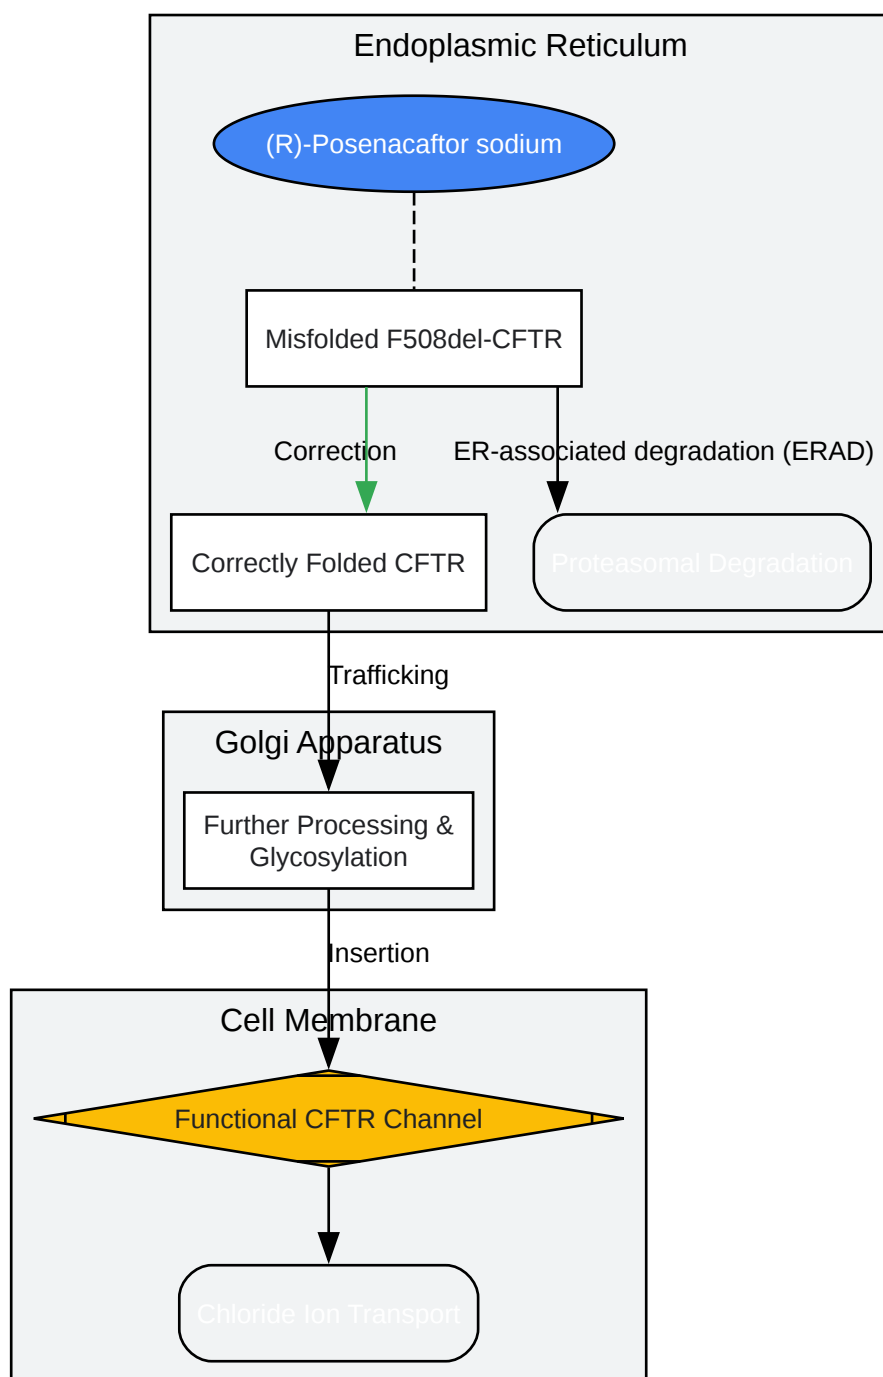 Endoplasmic Reticulum
(R)-Posenacaftor sodium
Misfolded F508del-CFTR
Correction
ER-associated degradation (ERAD)
Correctly Folded CFTR
Proteasomal Degradation
Trafficking
Golgi Apparatus
Further Processing &
Glycosylation
Insertion
Cell Membrane
Functional CFTR Channel
Chloride Ion Transport